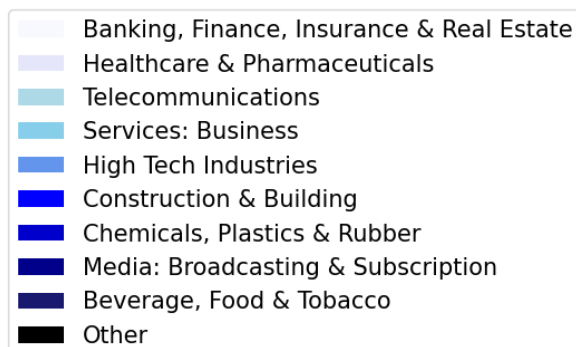 Banking, Finance, Insurance & Real Estate
Healthcare & Pharmaceuticals
Telecommunications
Services: Business
High Tech Industries
Construction & Building
Chemicals, Plastics & Rubber
Media: Broadcasting & Subscription
Beverage, Food & Tobacco
Other